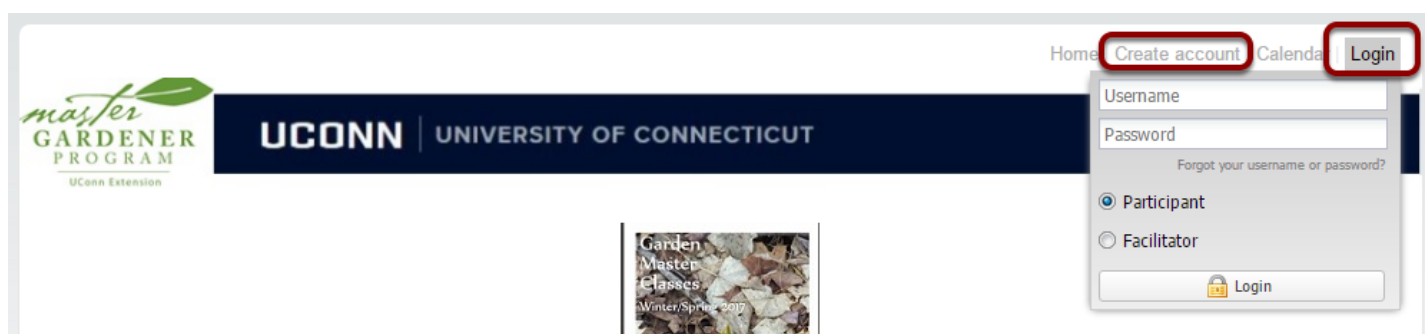 Home Create account Calenda Login
Username
Password
Forgot your username or password?
Participant
Facilitator
Login
master
GARDENER
PROGRAM
UConn Extension
UCONN | UNIVERSITY OF CONNECTICUT
Garden
Master
Classes
Winter/Spring 2017